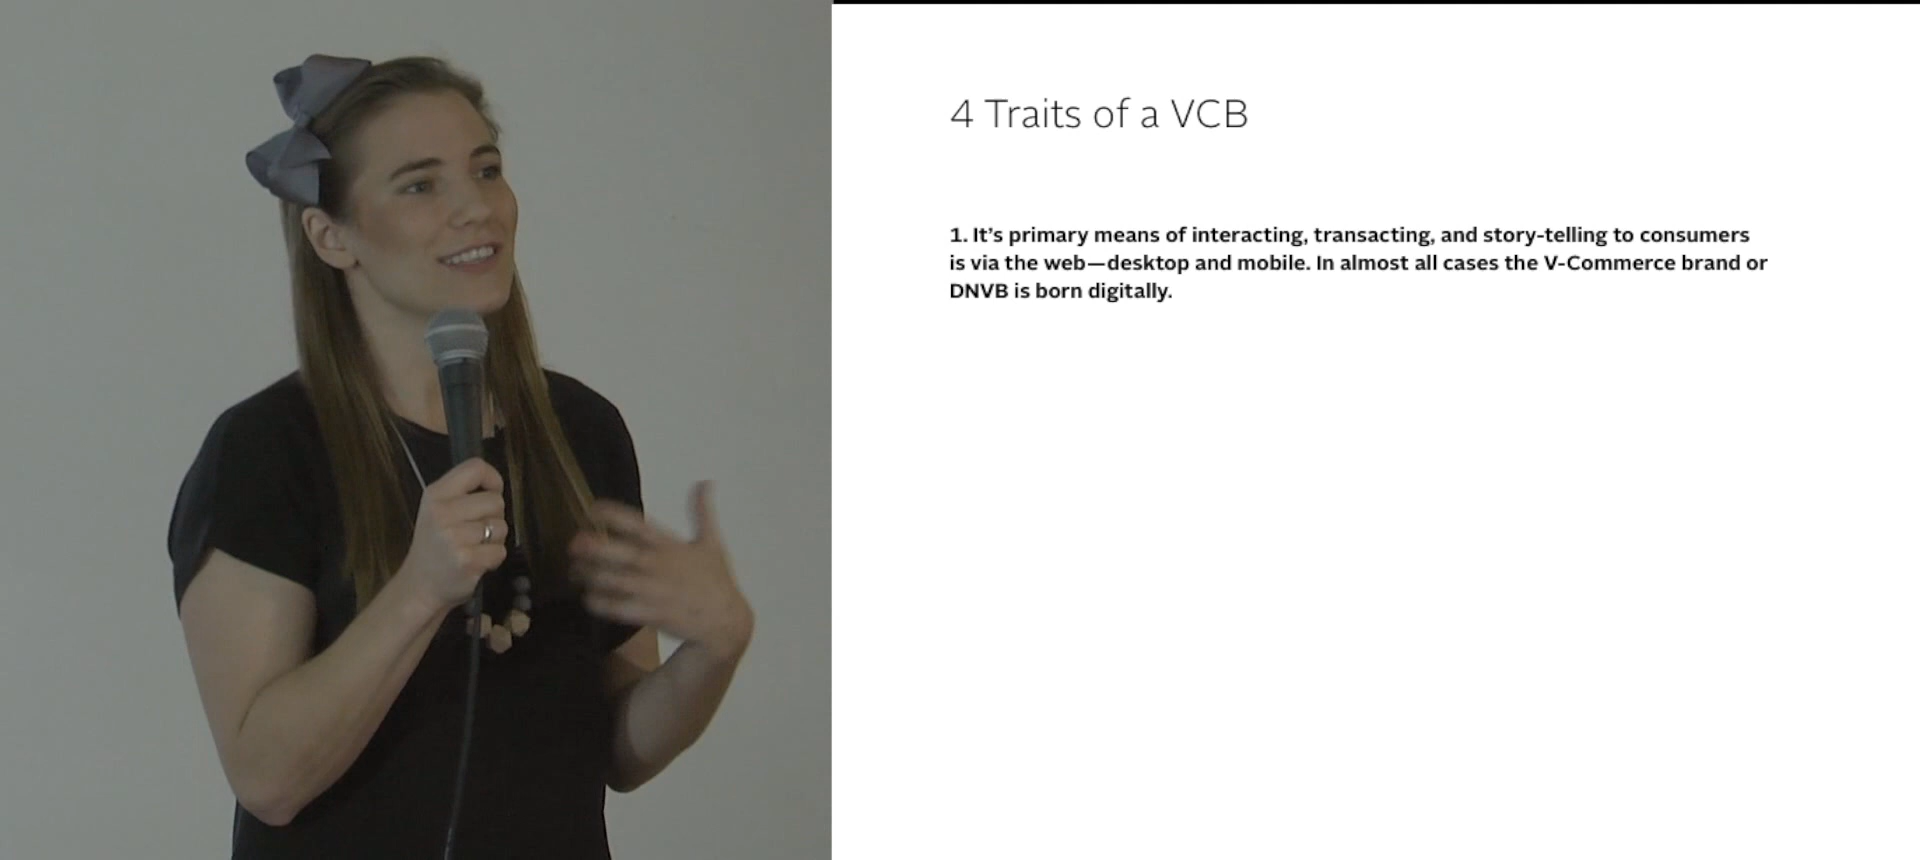 4 Traits of a VCB
1. It’s primary means of interacting, transacting, and story-telling to consumers
is via the web—desktop and mobile. In almost all cases the V-Commerce brand or
DNVB is born digitally.